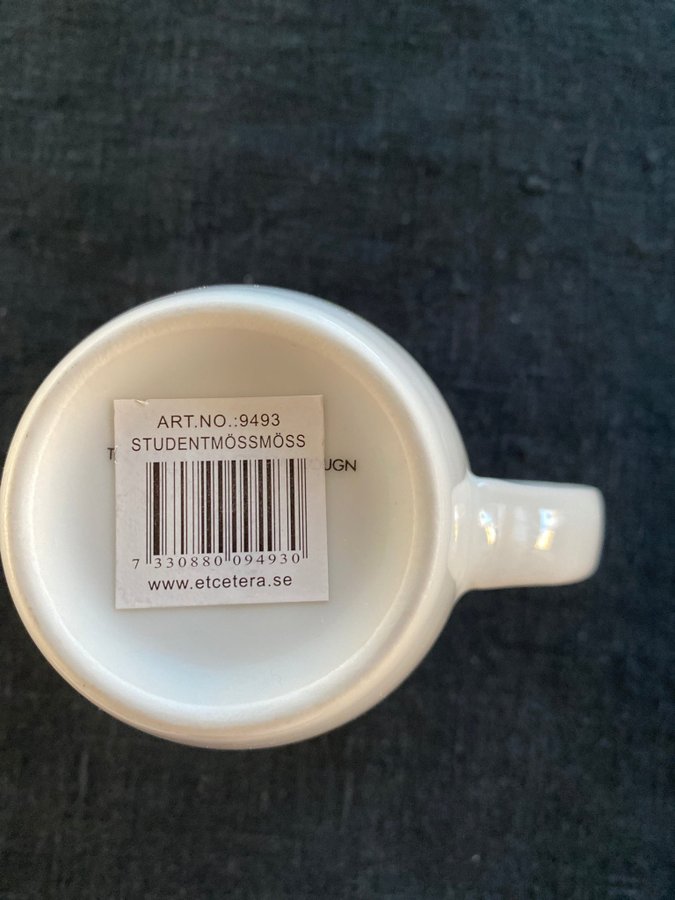 ART.NO.:9493
STUDENTMÖSSMÖSS
7 330880 094930
www.etcetera.se